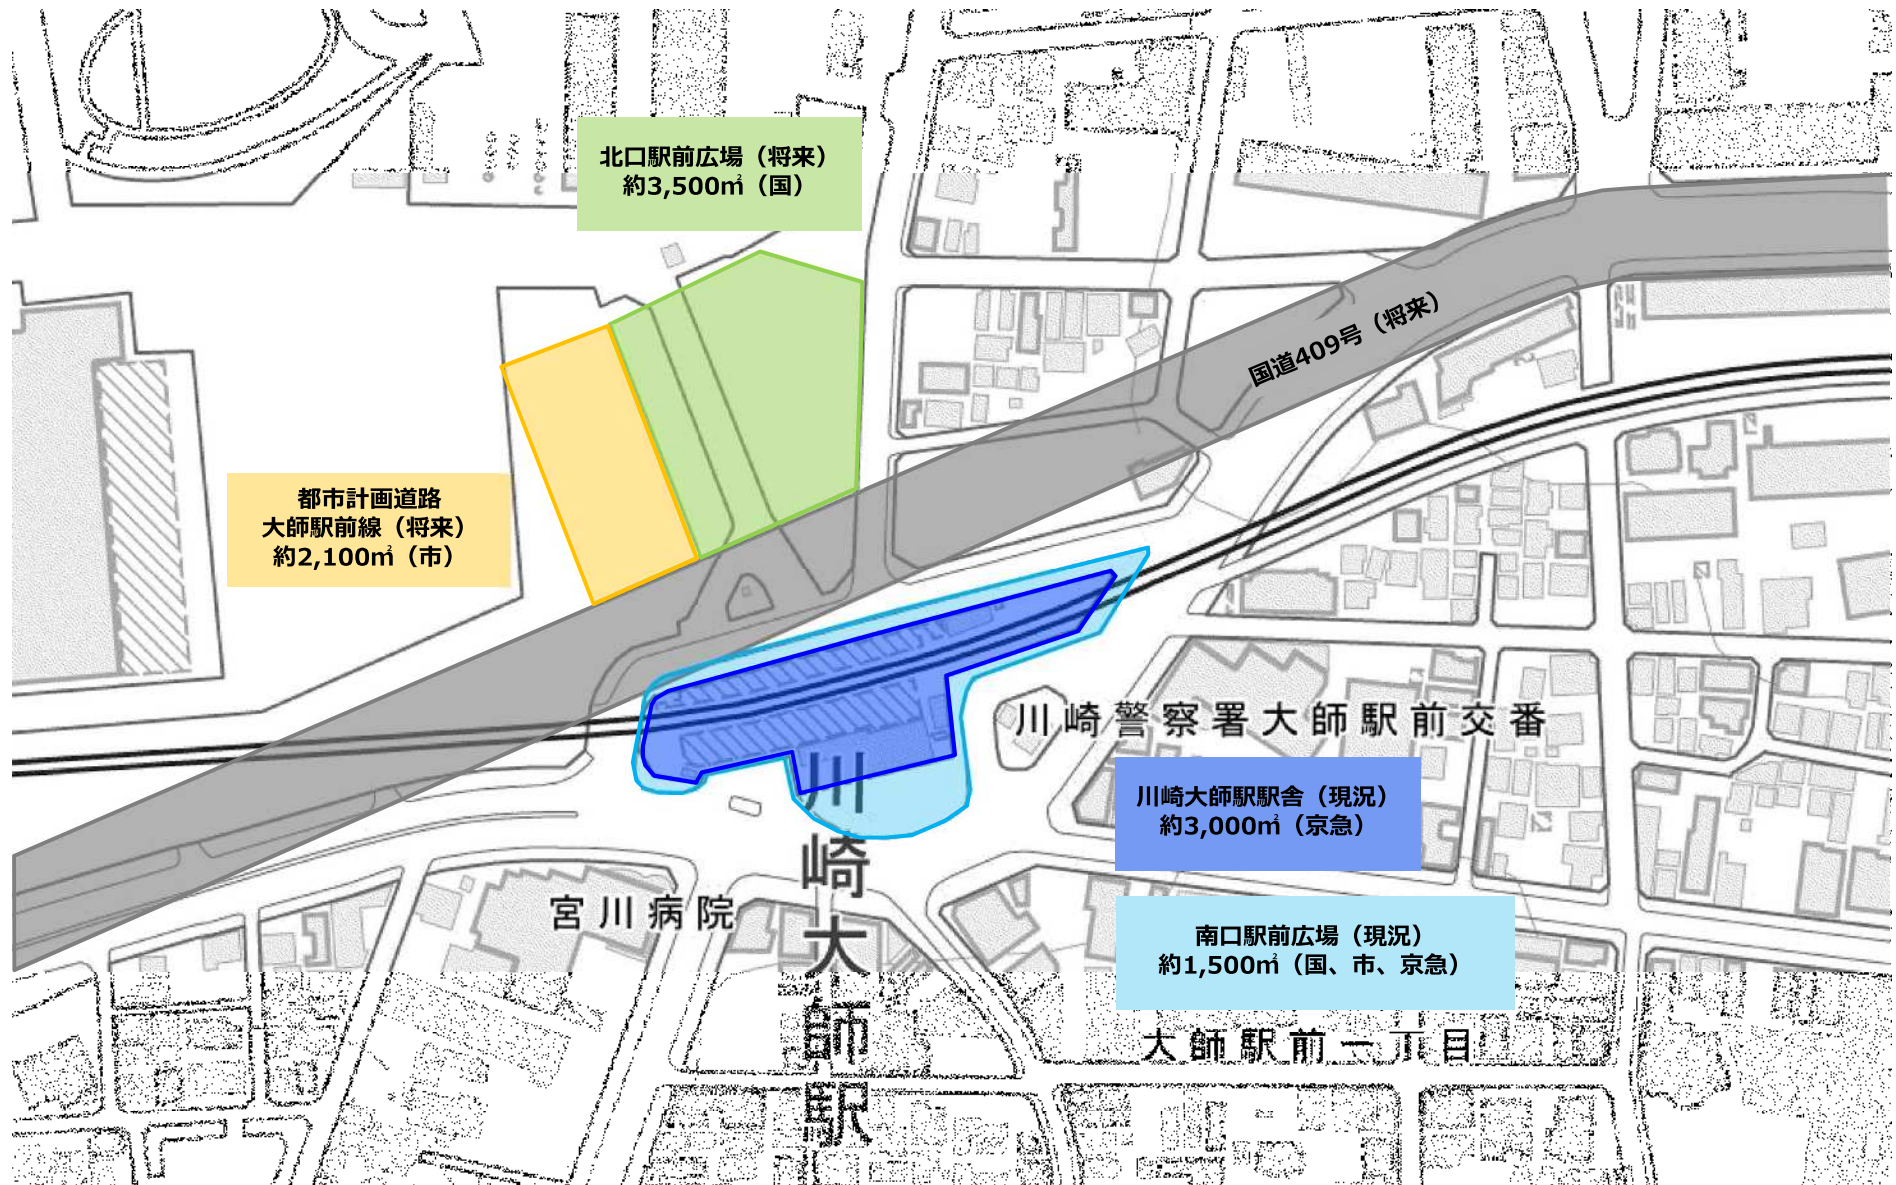 北口駅前広場（将来）
約3,500㎡（国）
国道409号（将来）
都市計画道路
大師駅前線（将来）
約2,100㎡（市）
川崎警察署大師駅前交番
川崎大師駅駅舎（現況）
約3,000㎡（京急）
川崎大師駅
宮川病院
南口駅前広場（現況）
約1,500㎡（国、市、京急）
大師駅前一丁目